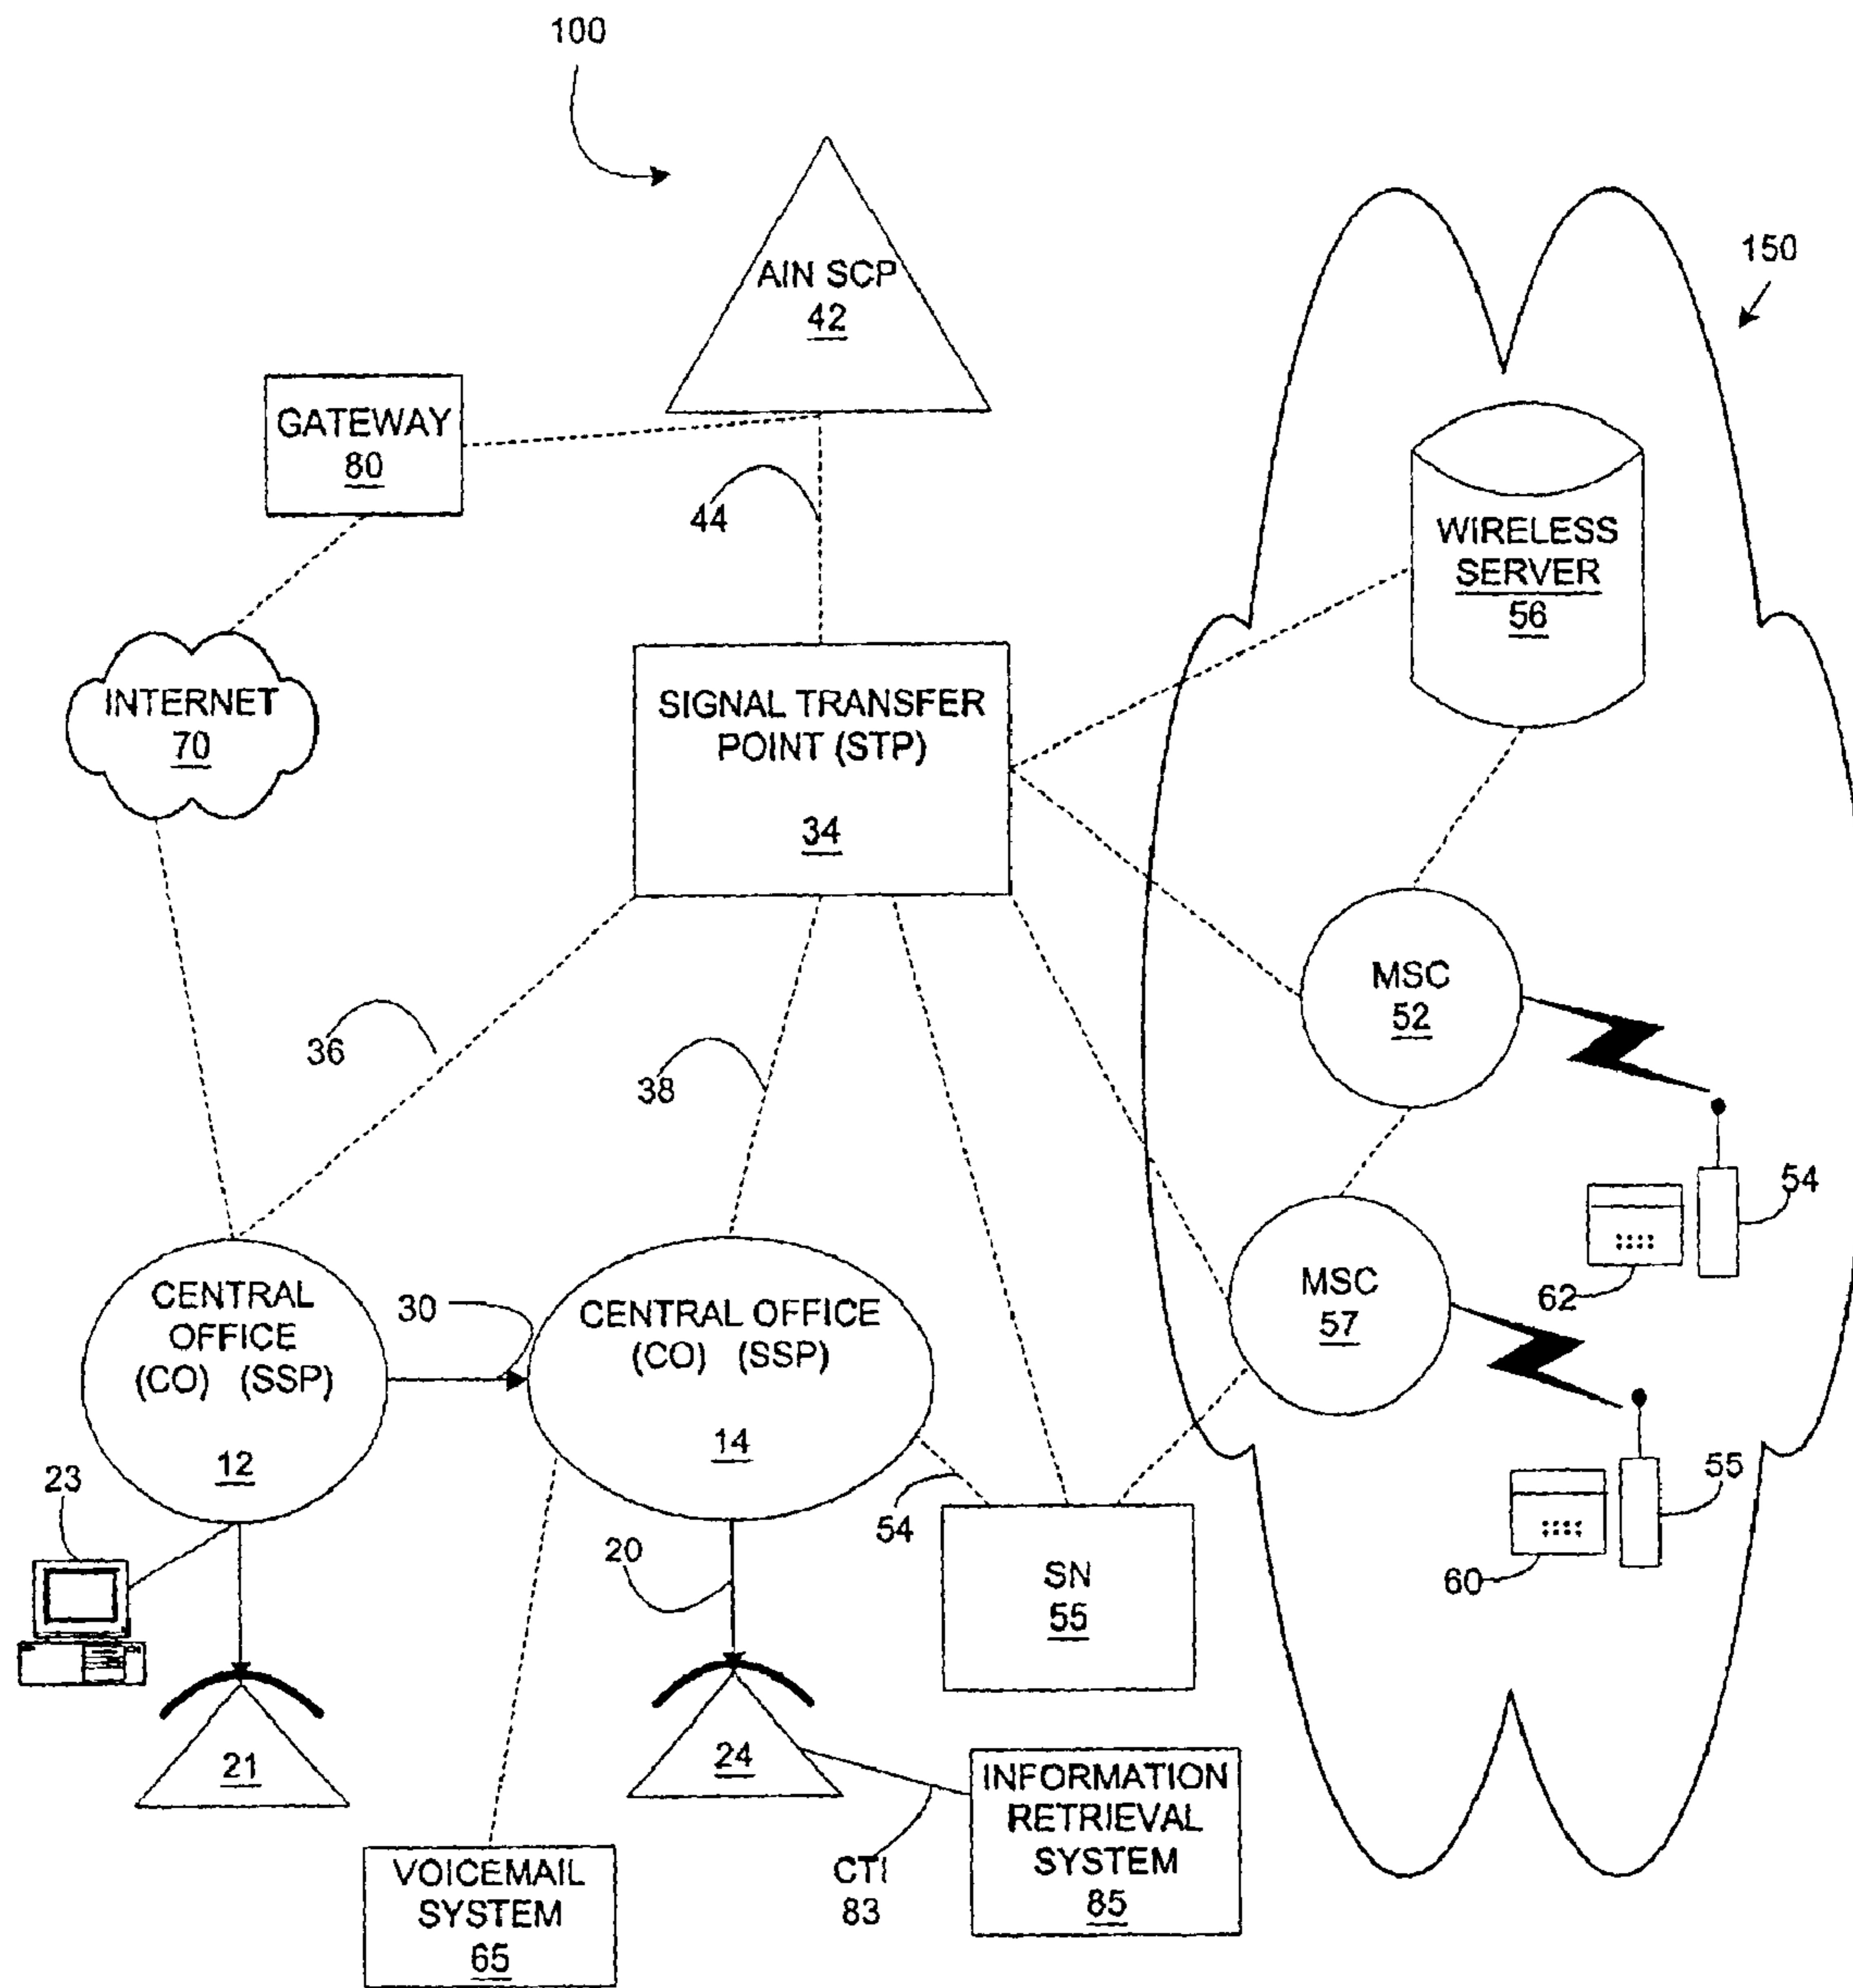 100
AIN SCP
42
150
GATEWAY
80
44
WIRELESS
SERVER
56
INTERNET
70
SIGNAL TRANSFER
POINT (STP)
34
36
38
MSC
52
54
62
CENTRAL
OFFICE
(CO) (SSP)
12
30
CENTRAL OFFICE
(CO) (SSP)
14
MSC
57
23
20
54
SN
55
55
60
21
24
INFORMATION
RETRIEVAL
SYSTEM
85
CTI
83
VOICEMAIL
SYSTEM
65